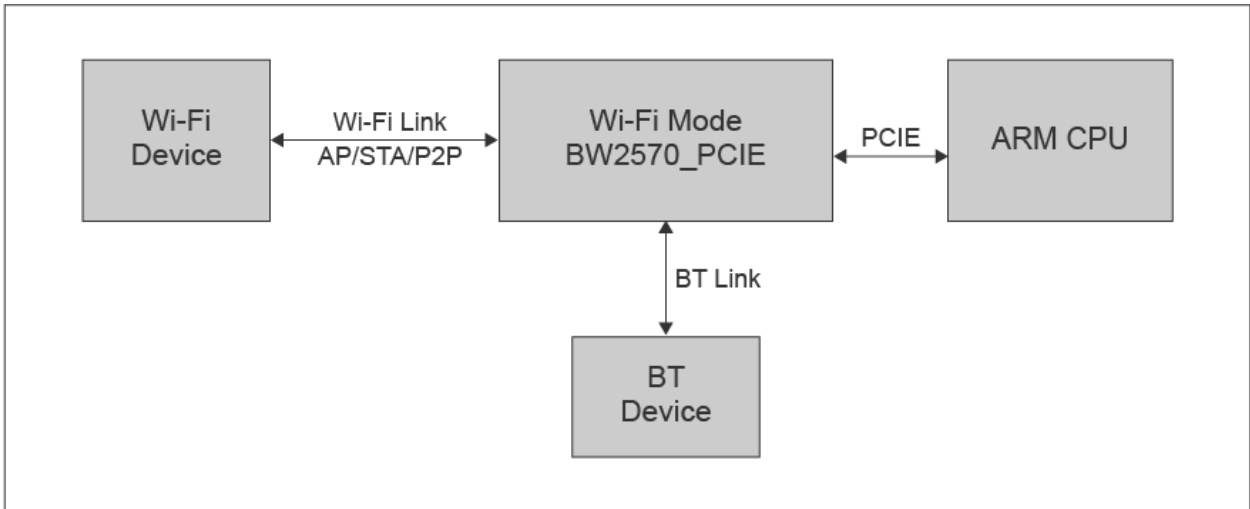 Wi-Fi
Device
Wi-Fi Link
AP/STA/P2P
Wi-Fi Mode
BW2570_PCIE
PCIE
ARM CPU
BT Link
BT
Device